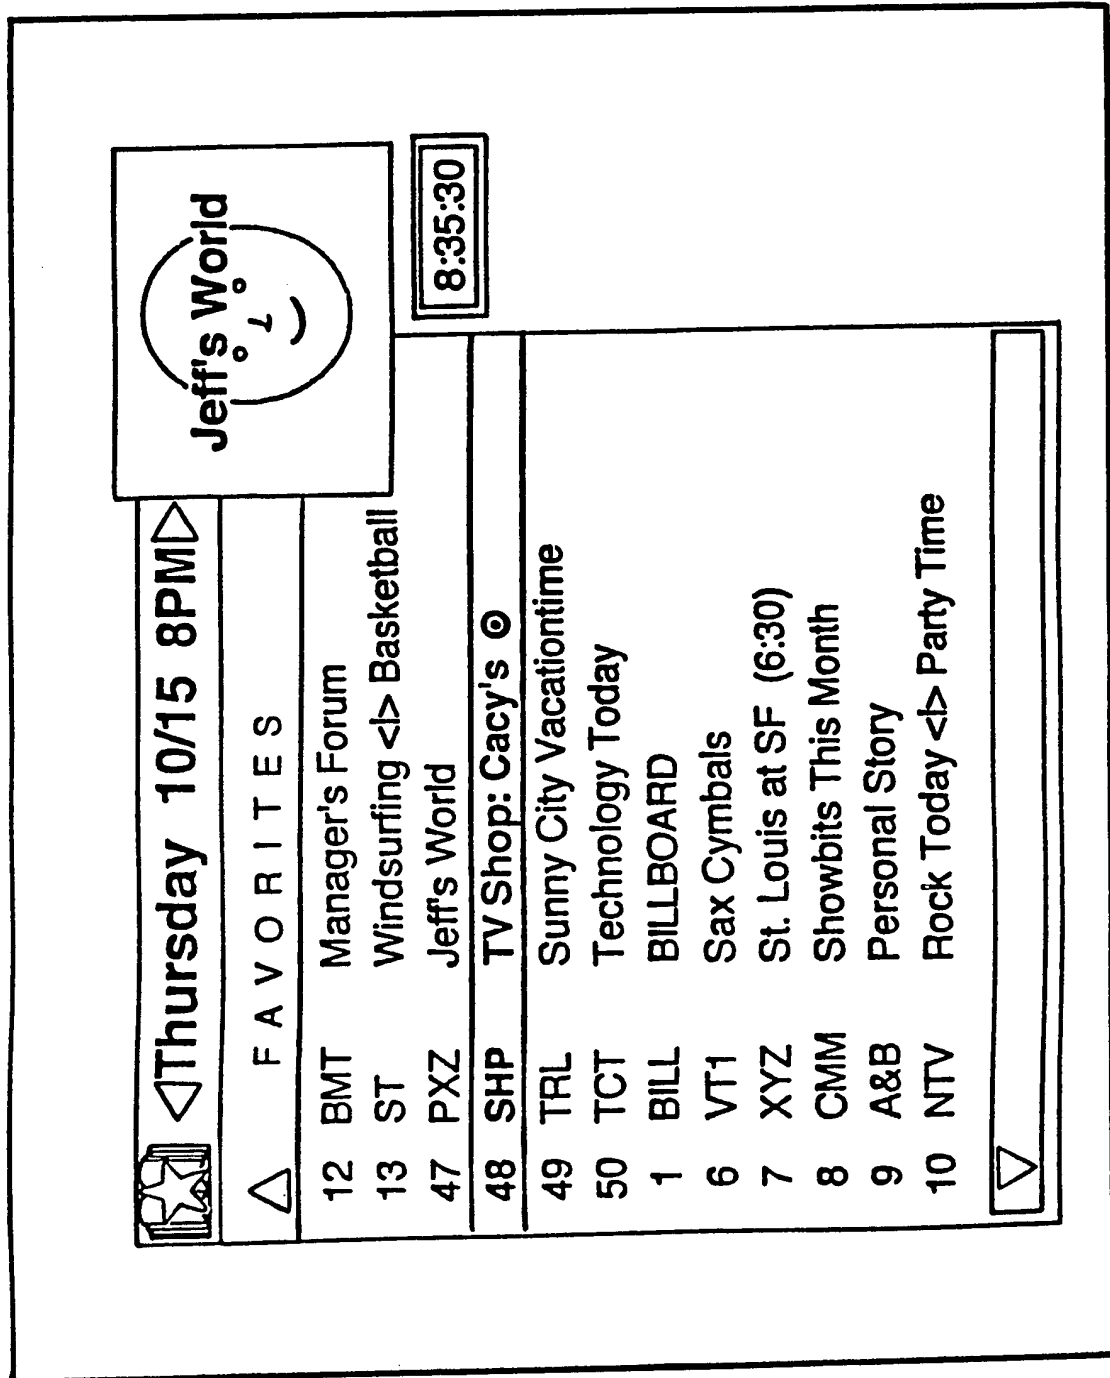 ◁Thursday 10/15 8PM▷
Jeff's World
8:35:30
△ FAVORITES
12 BMT Manager's Forum
13 ST Windsurfing <I> Basketball
47 PXZ Jeff's World
48 SHP TV Shop: Cacy's ⊙
49 TRL Sunny City Vacationtime
50 TCT Technology Today
1 BILL BILLBOARD
6 VT1 Sax Cymbals
7 XYZ St. Louis at SF (6:30)
8 CMM Showbits This Month
9 A&B Personal Story
10 NTV Rock Today <I> Party Time
▽